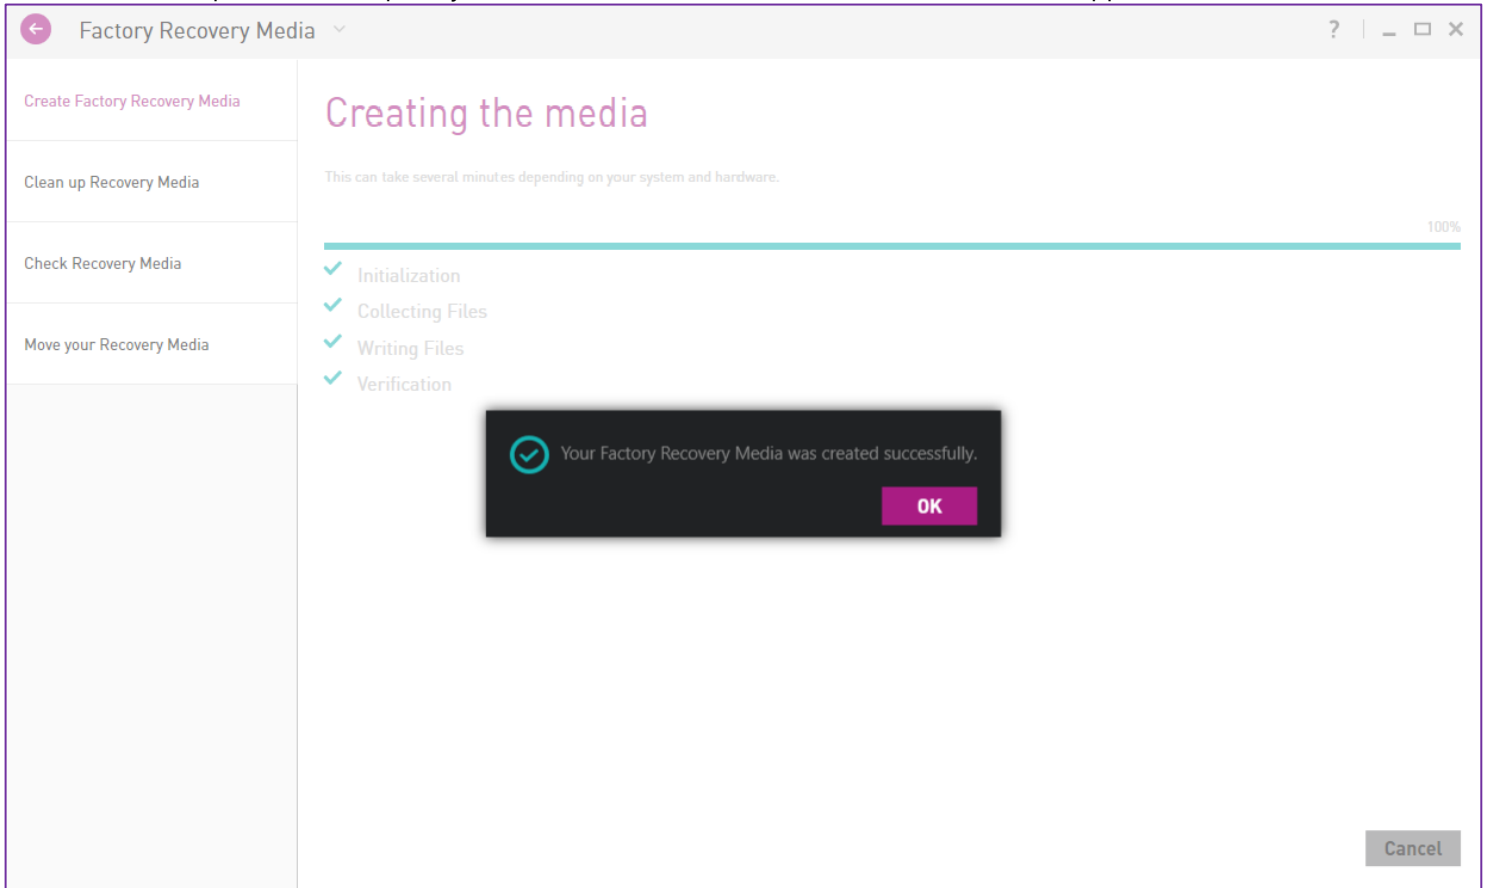 Factory Recovery Media
?
Create Factory Recovery Media
Clean up Recovery Media
Check Recovery Media
Move your Recovery Media
Creating the media
This can take several minutes depending on your system and hardware.
100%
Initialization
Collecting Files
Writing Files
Verification
Your Factory Recovery Media was created successfully.
OK
Cancel